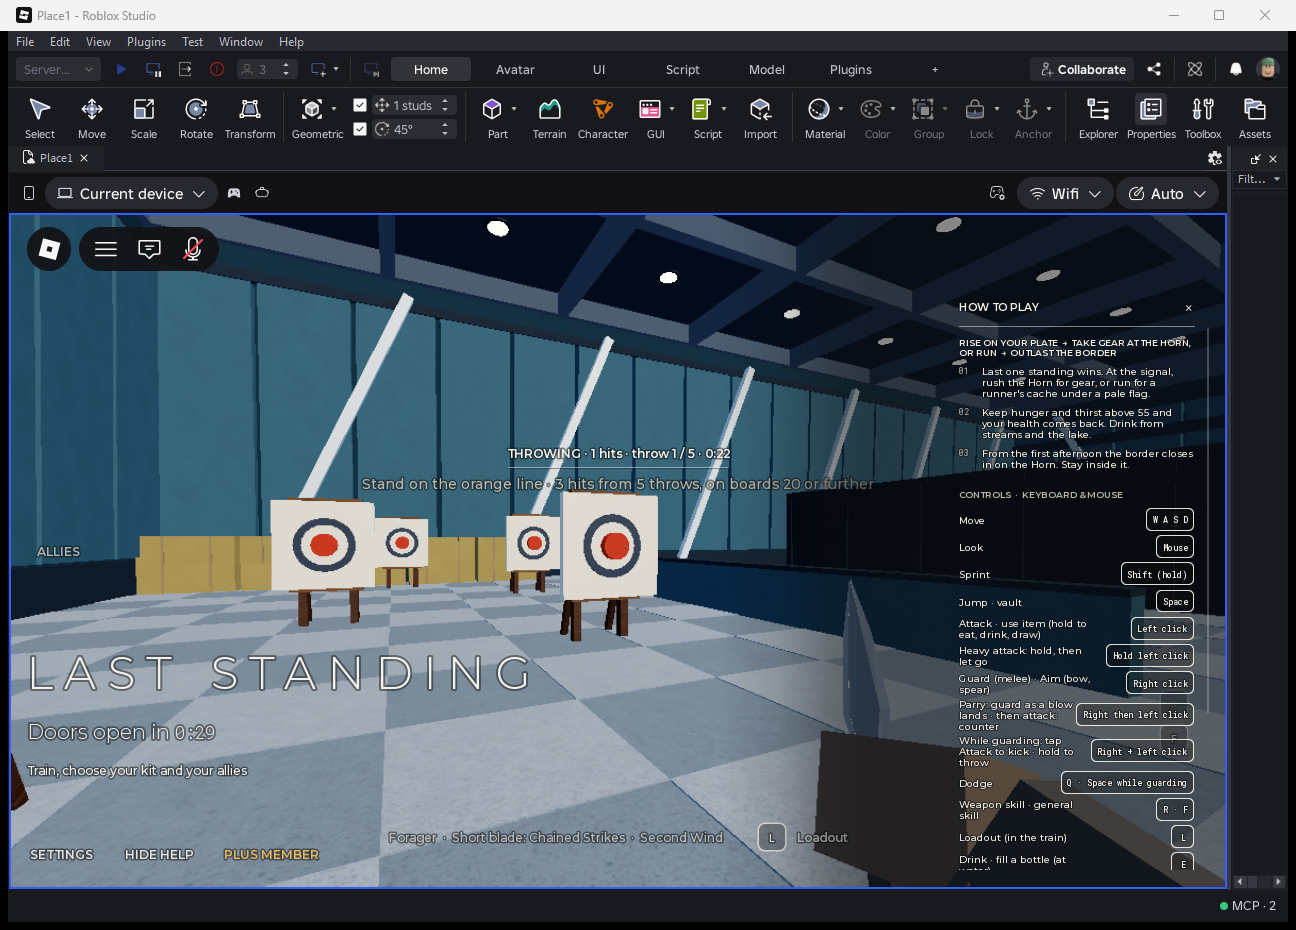 Place1 - Roblox Studio
File Edit View Plugins Test Window Help
Server... 3 Home Avatar UI Script Model Plugins + Collaborate
Select Move Scale Rotate Transform Geometric 1 studs 45° Part Terrain Character GUI Script Import Material Color Group Lock Anchor Explorer Properties Toolbox Assets
Place1
Filt...
Current device Wifi Auto
HOW TO PLAY ×
RISE ON YOUR PLATE → TAKE GEAR AT THE HORN,
OR RUN → OUTLAST THE BORDER
01 Last one standing wins. At the signal,
rush the Horn for gear, or run for a
runner's cache under a pale flag.
02 Keep hunger and thirst above 55 and
your health comes back. Drink from
streams and the lake.
03 From the first afternoon the border closes
in on the Horn. Stay inside it.
CONTROLS · KEYBOARD & MOUSE
Move W A S D
Look Mouse
Sprint Shift (hold)
Jump · vault Space
Attack · use item (hold to
eat, drink, draw) Left click
Heavy attack: hold, then
let go Hold left click
Guard (melee) · Aim (bow,
spear) Right click
Parry: guard as a blow
lands · then attack:
counter Right then left click
While guarding: tap
Attack to kick · hold to
throw Right + left click
Dodge Q · Space while guarding
Weapon skill · general
skill R · F
Loadout (in the train) L
Drink · fill a bottle (at
water) E
THROWING · 1 hits · throw 1 / 5 · 0:22
Stand on the orange line · 3 hits from 5 throws, on boards 20 or further
ALLIES
LAST STANDING
Doors open in 0:29
Train, choose your kit and your allies
Forager · Short blade: Chained Strikes · Second Wind L Loadout
SETTINGS HIDE HELP PLUS MEMBER
MCP · 2